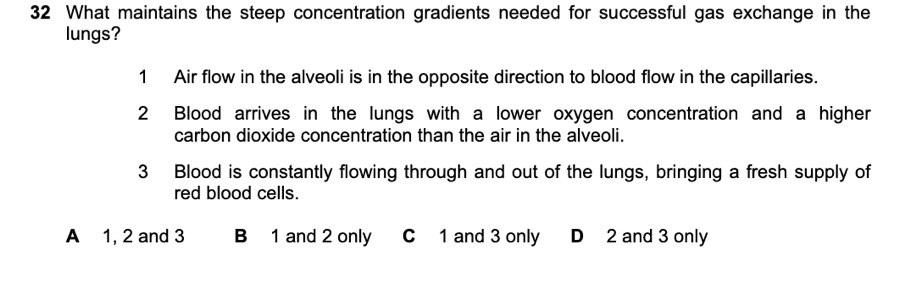 32 What maintains the steep concentration gradients needed for successful gas exchange in the
lungs?
1 Air flow in the alveoli is in the opposite direction to blood flow in the capillaries.
2 Blood arrives in the lungs with a lower oxygen concentration and a higher
carbon dioxide concentration than the air in the alveoli.
3 Blood is constantly flowing through and out of the lungs, bringing a fresh supply of
red blood cells.
A 1, 2 and 3 B 1 and 2 only C 1 and 3 only D 2 and 3 only